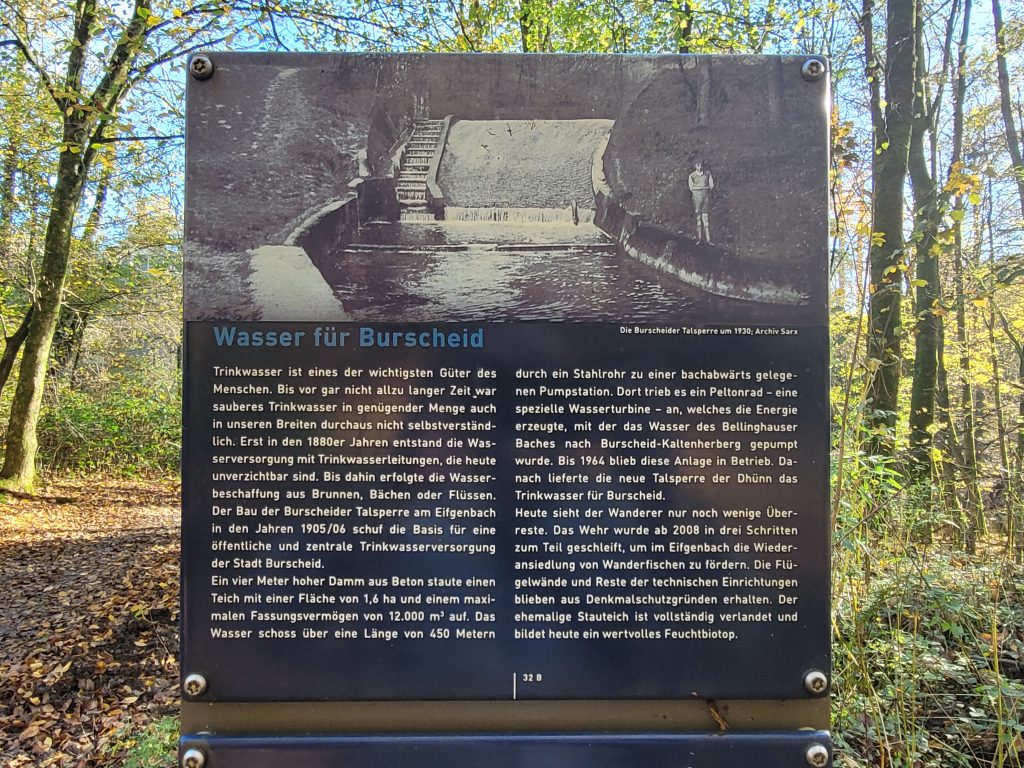 Wasser für Burscheid
Die Burscheider Talsperre um 1930; Archiv Sarx
Trinkwasser ist eines der wichtigsten Güter des
Menschen. Bis vor gar nicht allzu langer Zeit war
sauberes Trinkwasser in genügender Menge auch
in unseren Breiten durchaus nicht selbstverständ-
lich. Erst in den 1880er Jahren entstand die Was-
serversorgung mit Trinkwasserleitungen, die heute
unverzichtbar sind. Bis dahin erfolgte die Wasser-
beschaffung aus Brunnen, Bächen oder Flüssen.
Der Bau der Burscheider Talsperre am Eifgenbach
in den Jahren 1905/06 schuf die Basis für eine
öffentliche und zentrale Trinkwasserversorgung
der Stadt Burscheid.
Ein vier Meter hoher Damm aus Beton staute einen
Teich mit einer Fläche von 1,6 ha und einem maxi-
malen Fassungsvermögen von 12.000 m³ auf. Das
Wasser schoss über eine Länge von 450 Metern
durch ein Stahlrohr zu einer bachabwärts gelege-
nen Pumpstation. Dort trieb es ein Peltonrad – eine
spezielle Wasserturbine – an, welches die Energie
erzeugte, mit der das Wasser des Bellinghauser
Baches nach Burscheid-Kaltenherberg gepumpt
wurde. Bis 1964 blieb diese Anlage in Betrieb. Da-
nach lieferte die neue Talsperre der Dhünn das
Trinkwasser für Burscheid.
Heute sieht der Wanderer nur noch wenige Über-
reste. Das Wehr wurde ab 2008 in drei Schritten
zum Teil geschleift, um im Eifgenbach die Wieder-
ansiedlung von Wanderfischen zu fördern. Die Flü-
gelwände und Reste der technischen Einrichtungen
blieben aus Denkmalschutzgründen erhalten. Der
ehemalige Stauteich ist vollständig verlandet und
bildet heute ein wertvolles Feuchtbiotop.
32 B